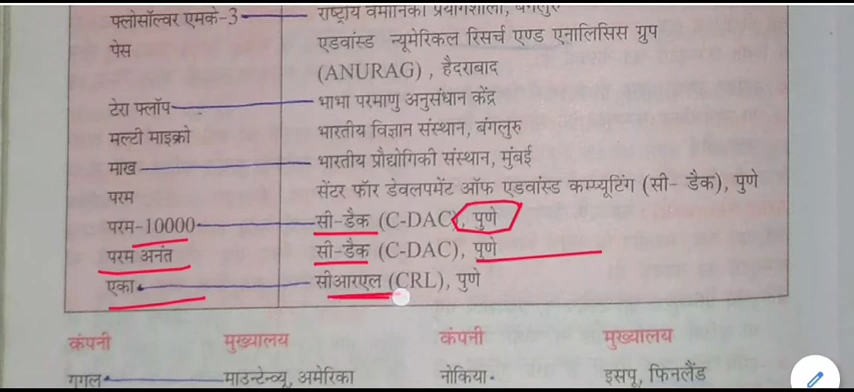 फ्लोसॉल्वर एमके-3 राष्ट्रीय वैमानिकी प्रयोगशाला, बंगलुरु
पेस एडवांस्ड न्यूमेरिकल रिसर्च एण्ड एनालिसिस ग्रुप
(ANURAG) , हैदराबाद
टेरा फ्लॉप भाभा परमाणु अनुसंधान केंद्र
मल्टी माइक्रो भारतीय विज्ञान संस्थान, बंगलुरु
माख भारतीय प्रौद्योगिकी संस्थान, मुंबई
परम सेंटर फॉर डेवलपमेंट ऑफ एडवांस्ड कम्प्यूटिंग (सी- डैक), पुणे
परम-10000 सी-डैक (C-DAC), पुणे
परम अनंत सी-डैक (C-DAC), पुणे
एका सीआरएल (CRL), पुणे
कंपनी मुख्यालय कंपनी मुख्यालय
गूगल माउन्टेन्व्यू, अमेरिका नोकिया इसपू, फिनलैंड